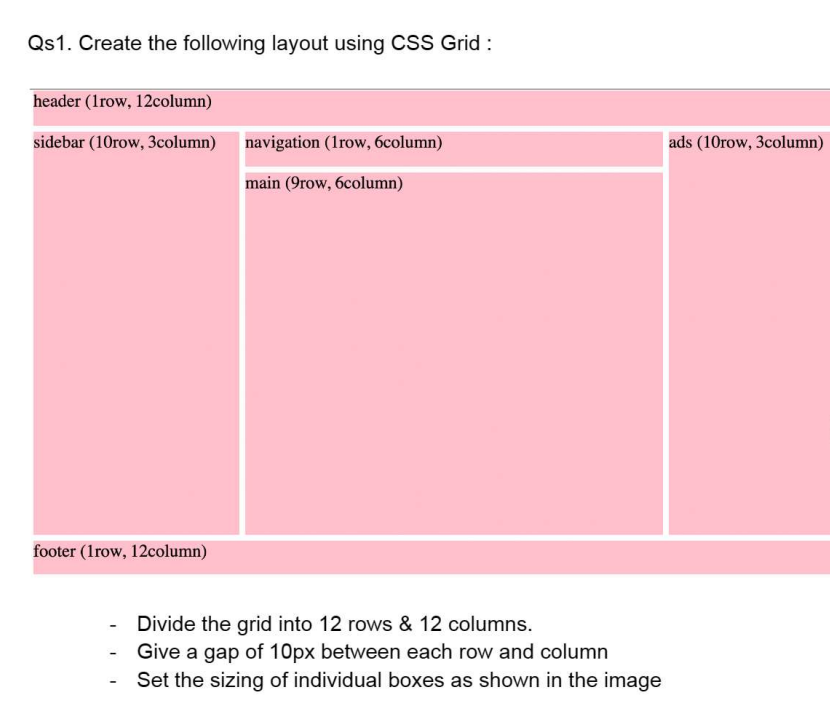 Qs1. Create the following layout using CSS Grid :
header (1row, 12column)
sidebar (10row, 3column)
navigation (1row, 6column)
ads (10row, 3column)
main (9row, 6column)
footer (1row, 12column)
- Divide the grid into 12 rows & 12 columns.
- Give a gap of 10px between each row and column
- Set the sizing of individual boxes as shown in the image